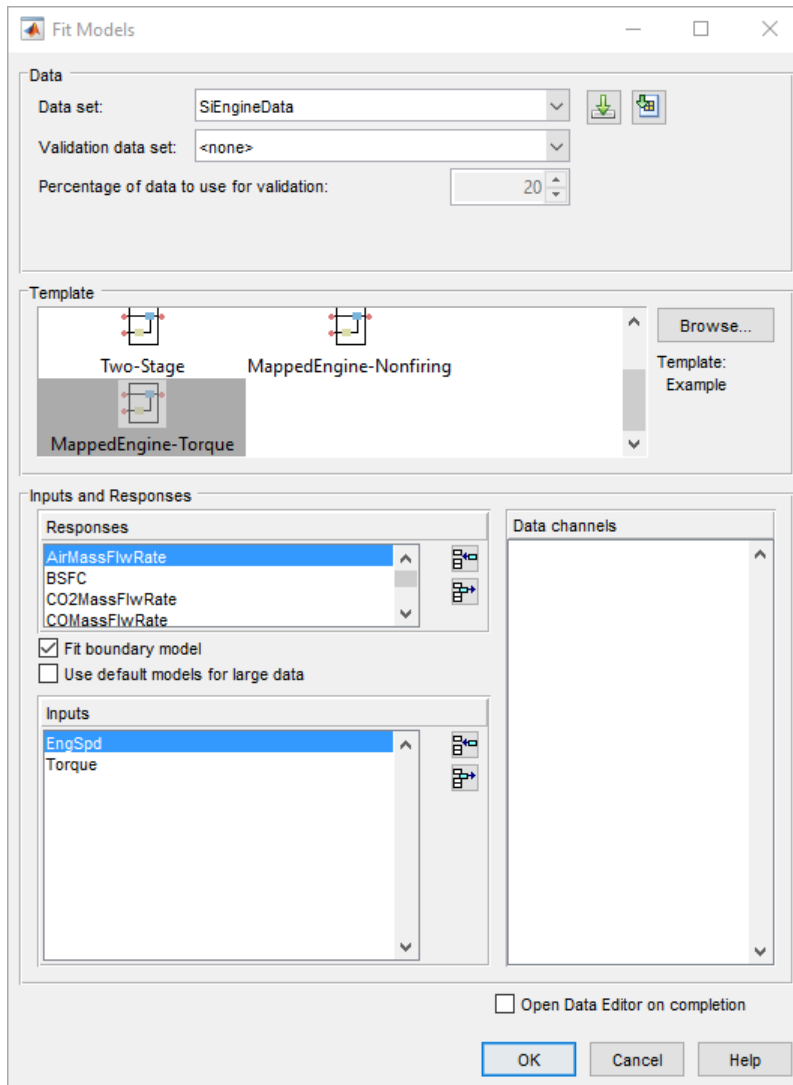 Fit Models
Data
Data set: SiEngineData
Validation data set: <none>
Percentage of data to use for validation: 20
Template
Two-Stage MappedEngine-Nonfiring
MappedEngine-Torque
Browse...
Template:
Example
Inputs and Responses
Responses
AirMassFlwRate
BSFC
CO2MassFlwRate
COMassFlwRate
Fit boundary model
Use default models for large data
Inputs
EngSpd
Torque
Data channels
Open Data Editor on completion
OK Cancel Help